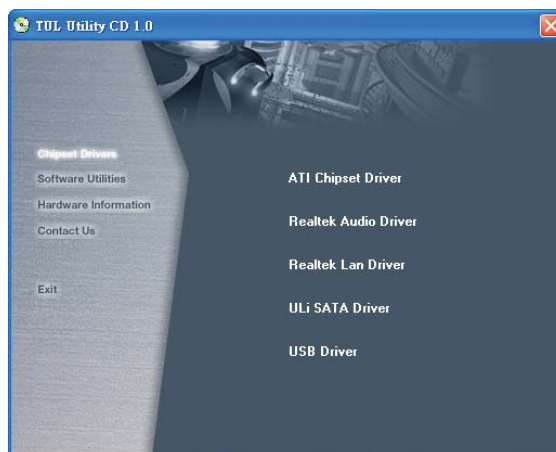 TUL Utility CD 1.0
Chipset Drivers
Software Utilities
Hardware Information
Contact Us
Exit
ATI Chipset Driver
Realtek Audio Driver
Realtek Lan Driver
ULi SATA Driver
USB Driver